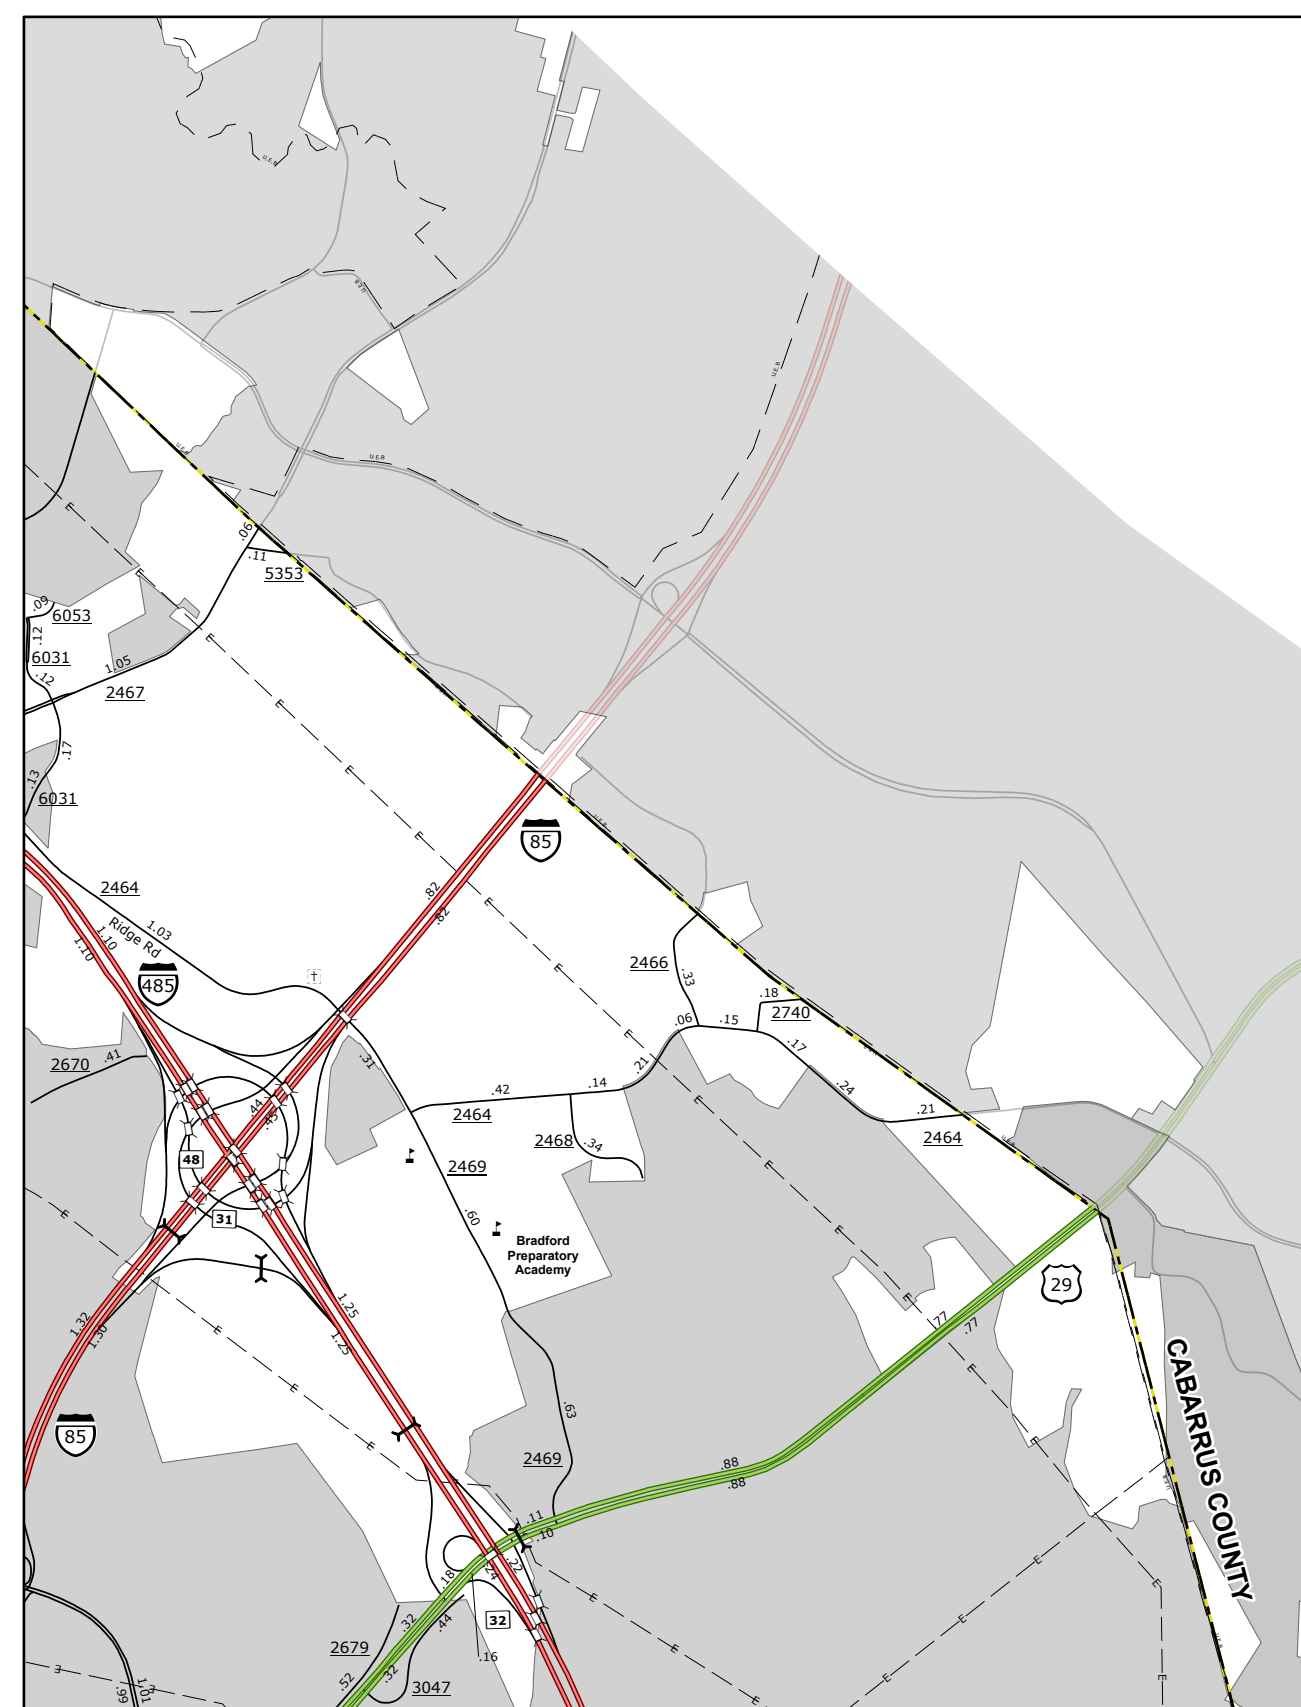 U.E.B
U.E.B
U.E.B
U.E.B
U.E.B
E
.06
.11
5353
E
.09
6053
.12
6031
.12
1.05
2467
E
E
.17
.13
6031
E
85
E
.82
.82
U.E.B
2464
1.03
Ridge Rd
1.10
1.10
485
E
E
2466
.33
.18
2740
.06
.15
E
.17
.24
.21
2464
2670
.41
.31
.21
.42
.14
2464
2468
.34
E
E
E
.44
.45
48
31
2469
.60
Bradford
Preparatory
Academy
U.E.B
E
E
29
.77
.77
E
1.32
1.30
1.25
1.25
E
E
E
85
.63
2469
.88
.88
E
E
CABARRUS COUNTY
U.E.B
.11
.10
.22
.24
.18
.32
.44
32
.16
2679
.52
.32
3047
E
E
E
E
E
E
E
E
1.01
.99
U.E.B